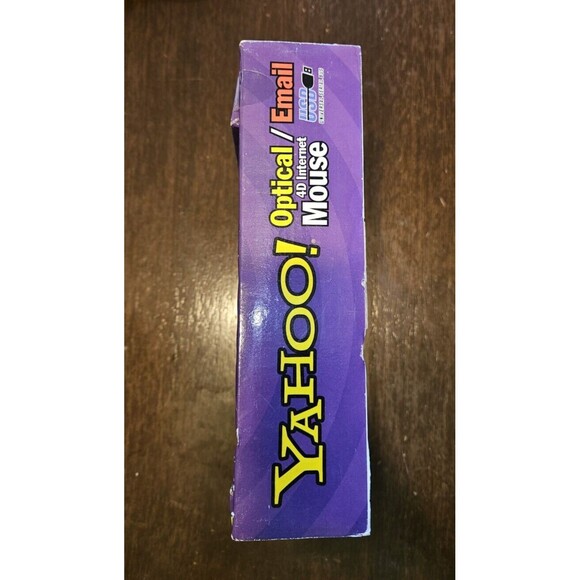 YAHOO!
Optical / Email
4D Internet
Mouse
USB